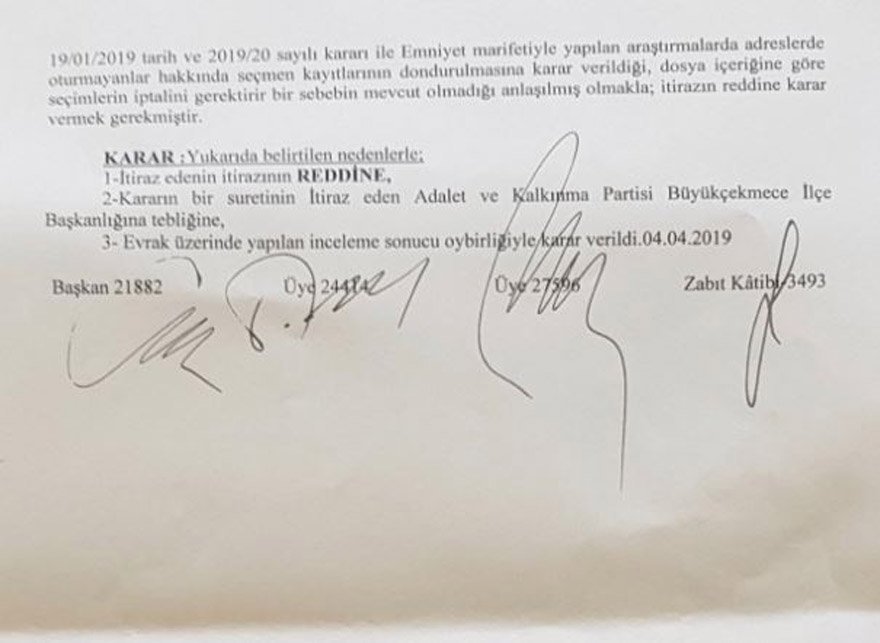 19/01/2019 tarih ve 2019/20 sayılı kararı ile Emniyet marifetiyle yapılan araştırmalarda adreslerde
oturmayanlar hakkında seçmen kayıtlarının dondurulmasına karar verildiği, dosya içeriğine göre
seçimlerin iptalini gerektirir bir sebebin mevcut olmadığı anlaşılmış olmakla; itirazın reddine karar
vermek gerekmiştir.
KARAR : Yukarıda belirtilen nedenlerle;
1-İtiraz edenin itirazının REDDİNE,
2-Kararın bir suretinin İtiraz eden Adalet ve Kalkınma Partisi Büyükçekmece İlçe
Başkanlığına tebliğine,
3- Evrak üzerinde yapılan inceleme sonucu oybirliğiyle karar verildi.04.04.2019
Başkan 21882 Üye Üye 27596 Zabıt Kâtibi 3493